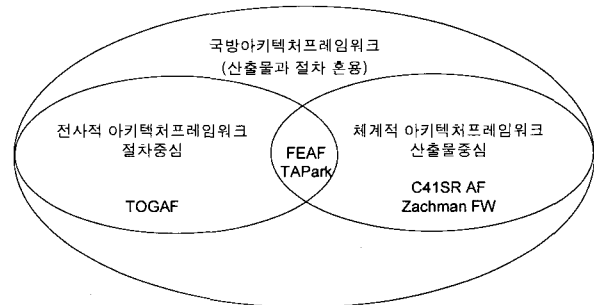 국방아키텍처프레임워크
(산출물과 절차 혼용)
전사적 아키텍처프레임워크
절차중심
TOGAF
FEAF
TAPark
체계적 아키텍처프레임워크
산출물중심
C41SR AF
Zachman FW